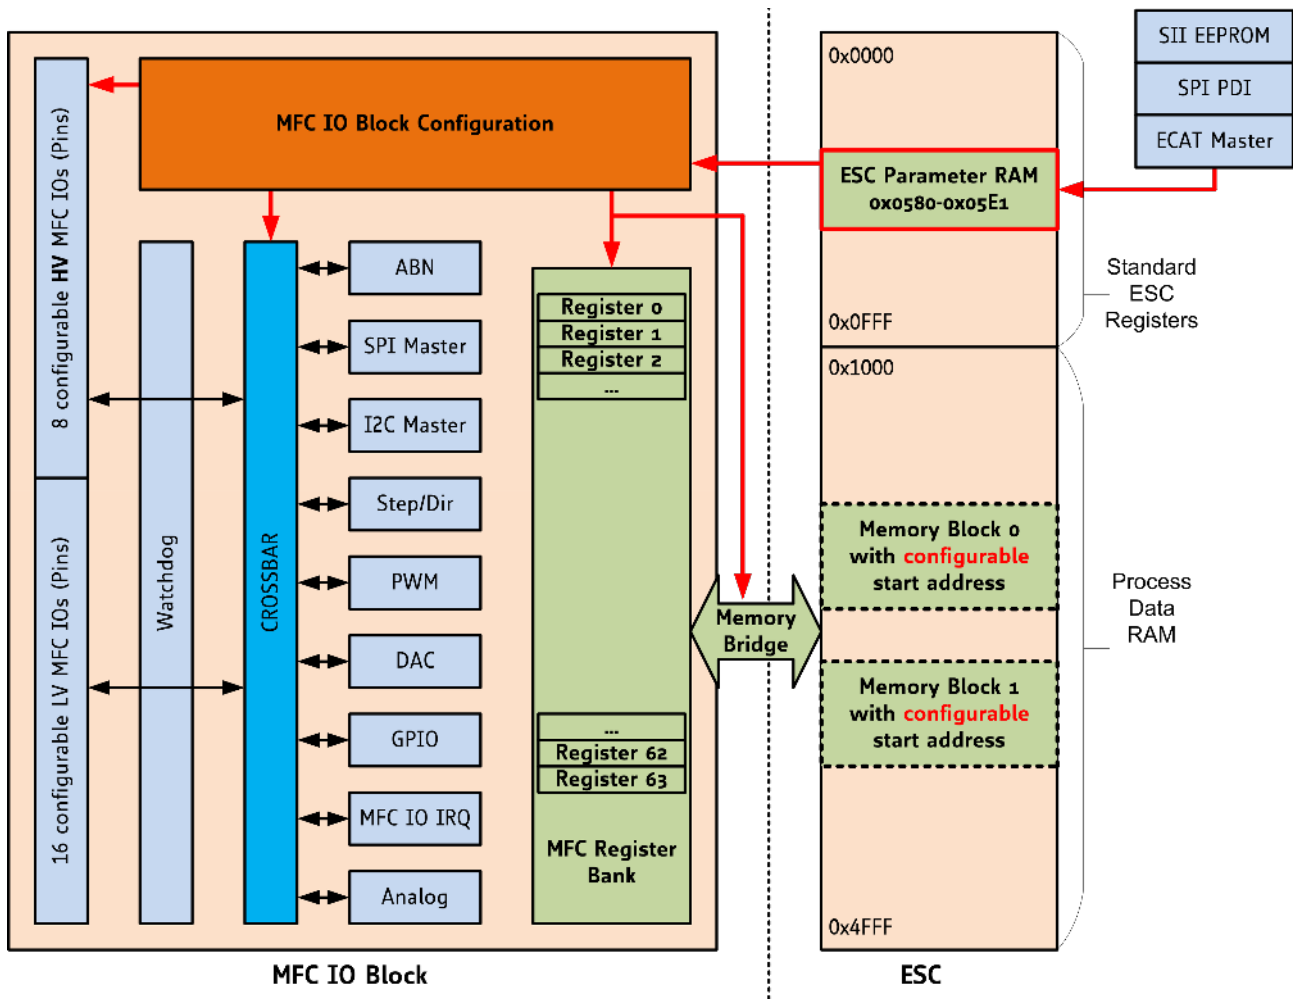 MFC IO Block Configuration
8 configurable HV MFC IOs (Pins)
16 configurable LV MFC IOs (Pins)
Watchdog
CROSSBAR
ABN
SPI Master
I2C Master
Step/Dir
PWM
DAC
GPIO
MFC IO IRQ
Analog
Register 0
Register 1
Register 2
...
...
Register 62
Register 63
MFC Register
Bank
MFC IO Block
Memory
Bridge
0x0000
ESC Parameter RAM
0x0580-0x05E1
0x0FFF
0x1000
Memory Block 0
with configurable
start address
Memory Block 1
with configurable
start address
0x4FFF
ESC
SII EEPROM
SPI PDI
ECAT Master
Standard
ESC
Registers
Process
Data
RAM